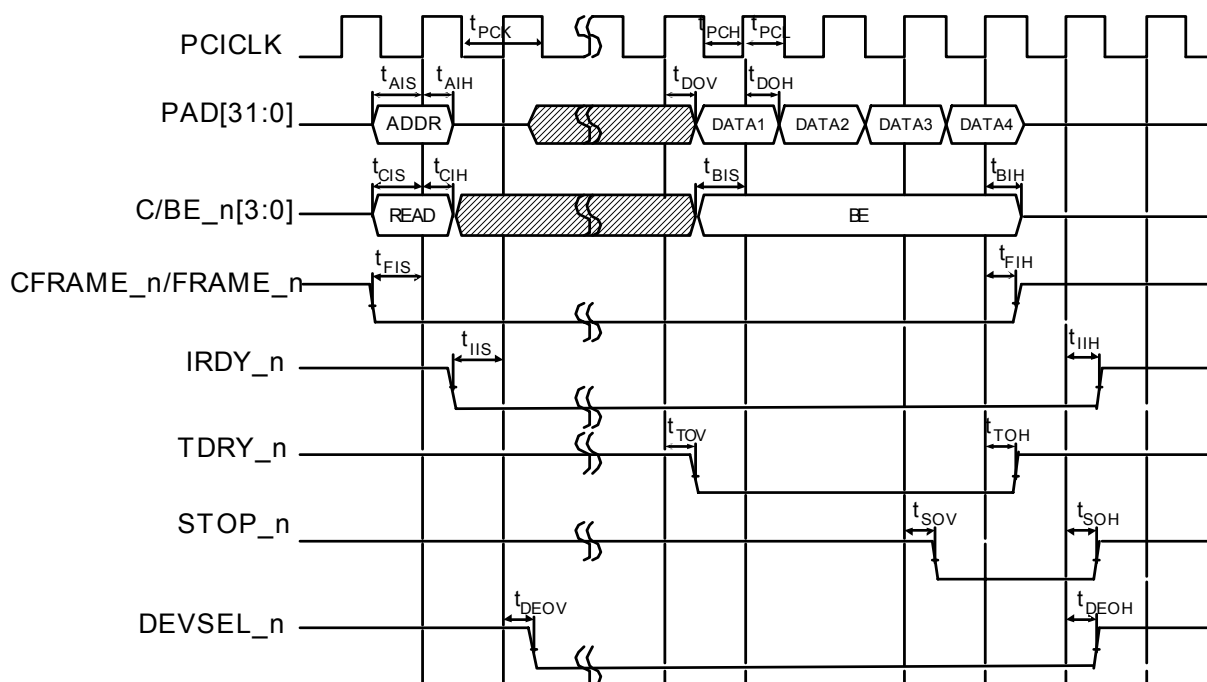 PCICLK
tPCK
tPCH
tPCL
tAIS
tAIH
tDOV
tDOH
PAD[31:0]
ADDR
DATA1
DATA2
DATA3
DATA4
tCIS
tCIH
tBIS
tBIH
C/BE_n[3:0]
READ
BE
tFIS
tFIH
CFRAME_n/FRAME_n
tIIS
tIIH
IRDY_n
tTOV
tTOH
TDRY_n
tSOV
tSOH
STOP_n
tDEOV
tDEOH
DEVSEL_n